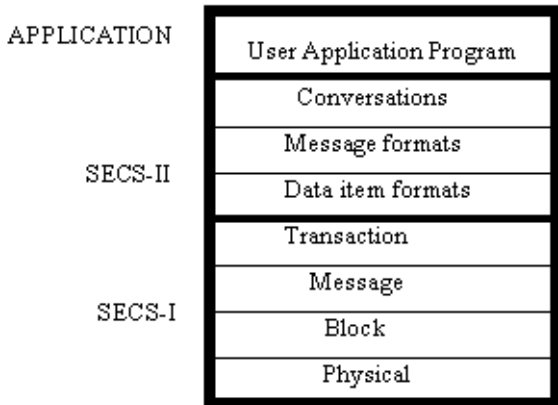 APPLICATION
User Application Program
Conversations
Message formats
SECS-II
Data item formats
Transaction
Message
SECS-I
Block
Physical